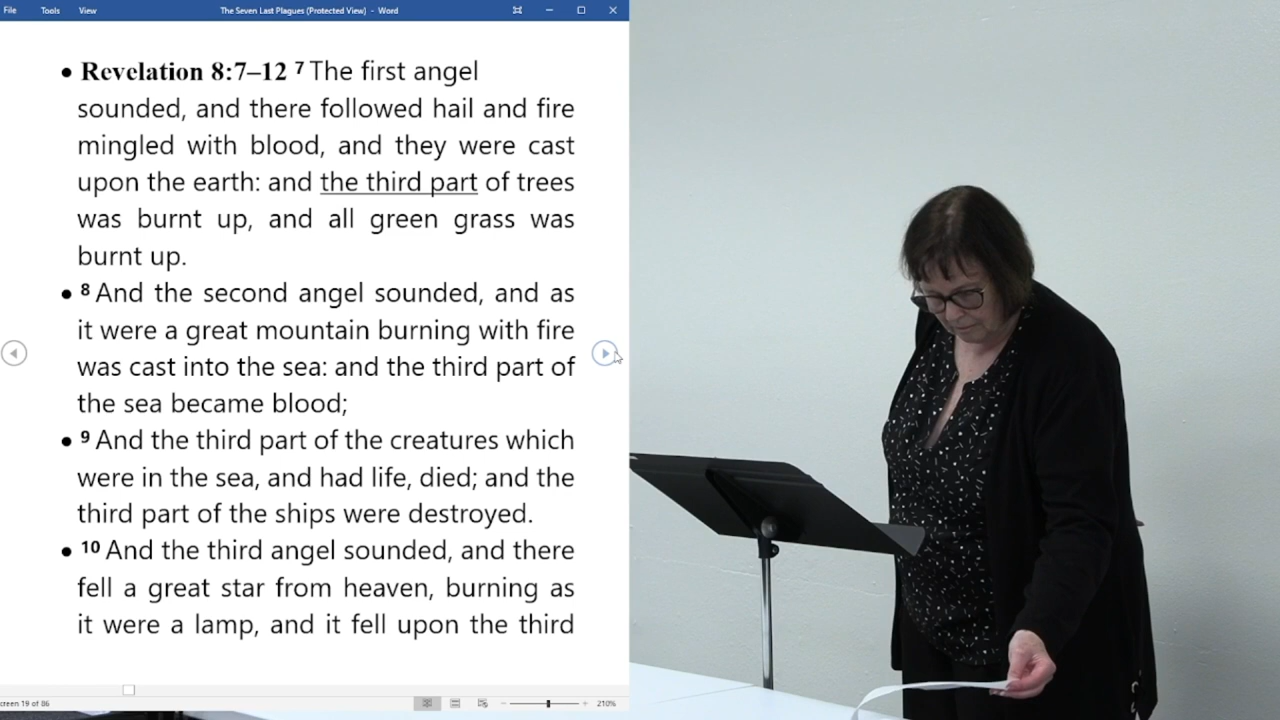 File Tools View The Seven Last Plagues (Protected View) - Word
• Revelation 8:7–12 ⁷ The first angel
sounded, and there followed hail and fire
mingled with blood, and they were cast
upon the earth: and the third part of trees
was burnt up, and all green grass was
burnt up.
• ⁸ And the second angel sounded, and as
it were a great mountain burning with fire
was cast into the sea: and the third part of
the sea became blood;
• ⁹ And the third part of the creatures which
were in the sea, and had life, died; and the
third part of the ships were destroyed.
• ¹⁰ And the third angel sounded, and there
fell a great star from heaven, burning as
it were a lamp, and it fell upon the third
creen 19 of 86 210%